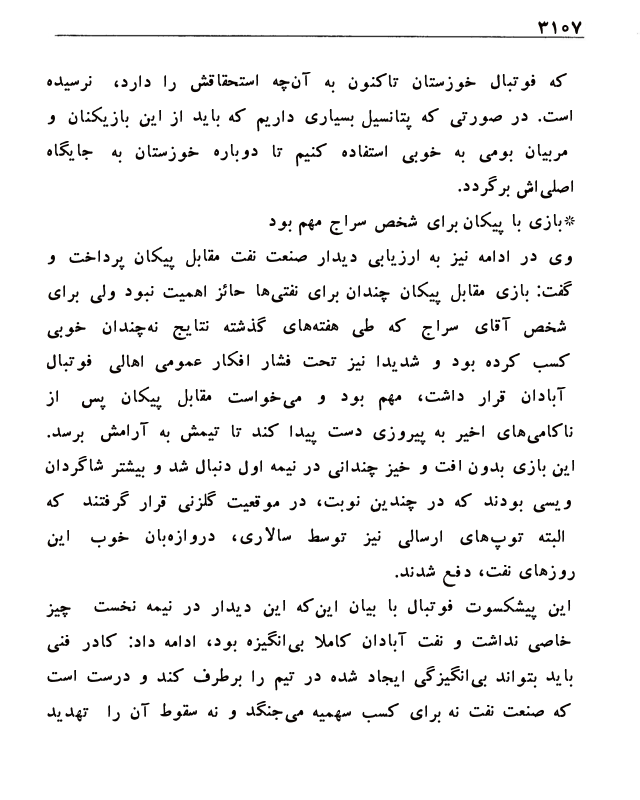 ۳۱۰۷
که فوتبال خوزستان تاکنون به آن‌چه استحقاقش را دارد، نرسیده
است. در صورتی که پتانسیل بسیاری داریم که باید از این بازیکنان و
مربیان بومی به خوبی استفاده کنیم تا دوباره خوزستان به جایگاه
اصلی‌اش برگردد.
*بازی با پیکان برای شخص سراج مهم بود
وی در ادامه نیز به ارزیابی دیدار صنعت نفت مقابل پیکان پرداخت و
گفت: بازی مقابل پیکان چندان برای نفتی‌ها حائز اهمیت نبود ولی برای
شخص آقای سراج که طی هفته‌های گذشته نتایج نه‌چندان خوبی
کسب کرده بود و شدیدا نیز تحت فشار افکار عمومی اهالی فوتبال
آبادان قرار داشت، مهم بود و می‌خواست مقابل پیکان پس از
ناکامی‌های اخیر به پیروزی دست پیدا کند تا تیمش به آرامش برسد.
این بازی بدون افت و خیز چندانی در نیمه اول دنبال شد و بیشتر شاگردان
ویسی بودند که در چندین نوبت، در موقعیت گلزنی قرار گرفتند که
البته توپ‌های ارسالی نیز توسط سالاری، دروازه‌بان خوب این
روزهای نفت، دفع شدند.
این پیشکسوت فوتبال با بیان این‌که این دیدار در نیمه نخست چیز
خاصی نداشت و نفت آبادان کاملا بی‌انگیزه بود، ادامه داد: کادر فنی
باید بتواند بی‌انگیزگی ایجاد شده در تیم را برطرف کند و درست است
که صنعت نفت نه برای کسب سهمیه می‌جنگد و نه سقوط آن را تهدید